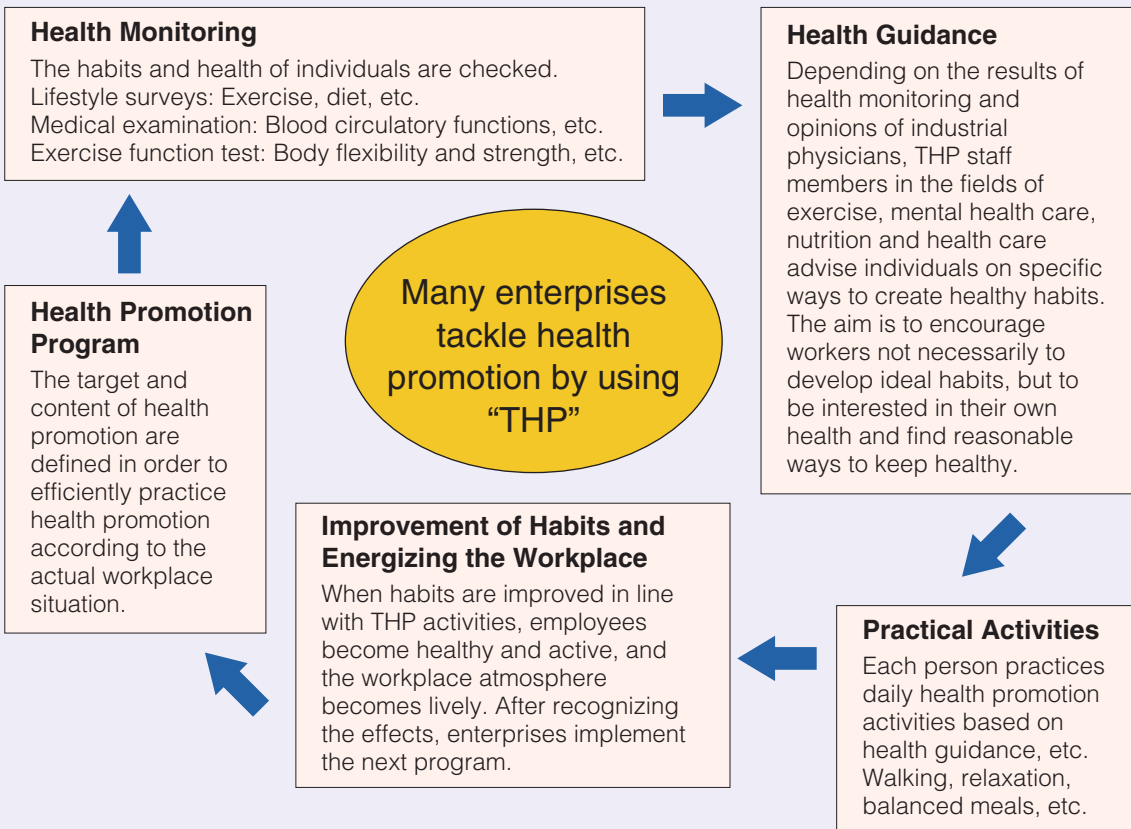 Health Monitoring
The habits and health of individuals are checked.
Lifestyle surveys: Exercise, diet, etc.
Medical examination: Blood circulatory functions, etc.
Exercise function test: Body flexibility and strength, etc.
Health Guidance
Depending on the results of
health monitoring and
opinions of industrial
physicians, THP staff
members in the fields of
exercise, mental health care,
nutrition and health care
advise individuals on specific
ways to create healthy habits.
The aim is to encourage
workers not necessarily to
develop ideal habits, but to
be interested in their own
health and find reasonable
ways to keep healthy.
Many enterprises
tackle health
promotion by using
“THP”
Practical Activities
Each person practices
daily health promotion
activities based on
health guidance, etc.
Walking, relaxation,
balanced meals, etc.
Improvement of Habits and
Energizing the Workplace
When habits are improved in line
with THP activities, employees
become healthy and active, and
the workplace atmosphere
becomes lively. After recognizing
the effects, enterprises implement
the next program.
Health Promotion
Program
The target and
content of health
promotion are
defined in order to
efficiently practice
health promotion
according to the
actual workplace
situation.